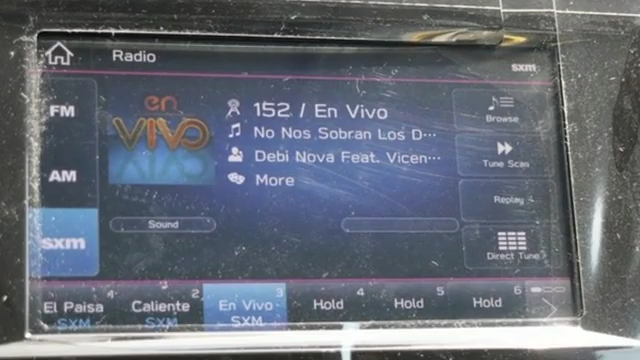 Radio
sxm
FM
AM
sxm
en
VIVO
152 / En Vivo
No Nos Sobran Los D···
Debi Nova Feat. Vicen···
More
Sound
Browse
Tune Scan
Replay
Direct Tune
1
El Paisa
SXM
2
Caliente
SXM
3
En Vivo
SXM
4
Hold
5
Hold
6
Hold